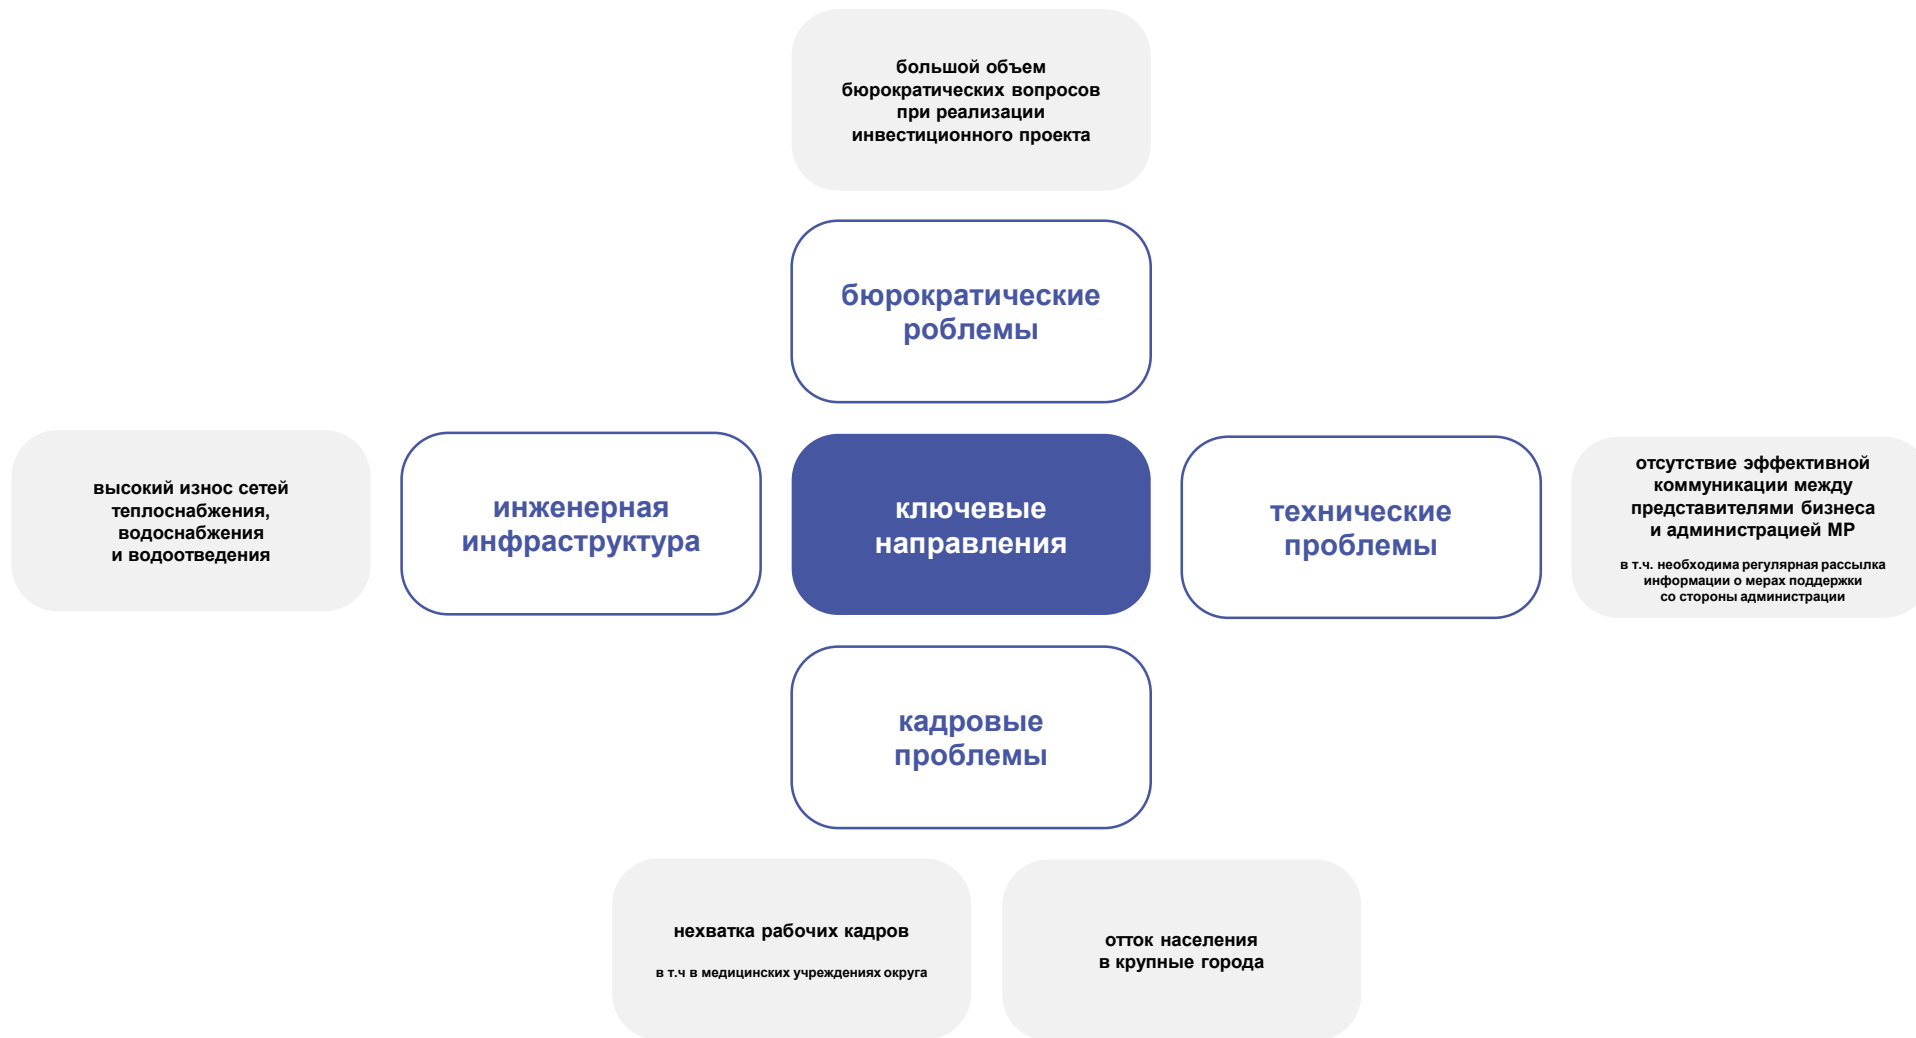 большой объем
бюрократических вопросов
при реализации
инвестиционного проекта
бюрократические
роблемы
высокий износ сетей
теплоснабжения,
водоснабжения
и водоотведения
инженерная
инфраструктура
ключевые
направления
технические
проблемы
отсутствие эффективной
коммуникации между
представителями бизнеса
и администрацией МР
в т.ч. необходима регулярная рассылка
информации о мерах поддержки
со стороны администрации
кадровые
проблемы
нехватка рабочих кадров
в т.ч в медицинских учреждениях округа
отток населения
в крупные города